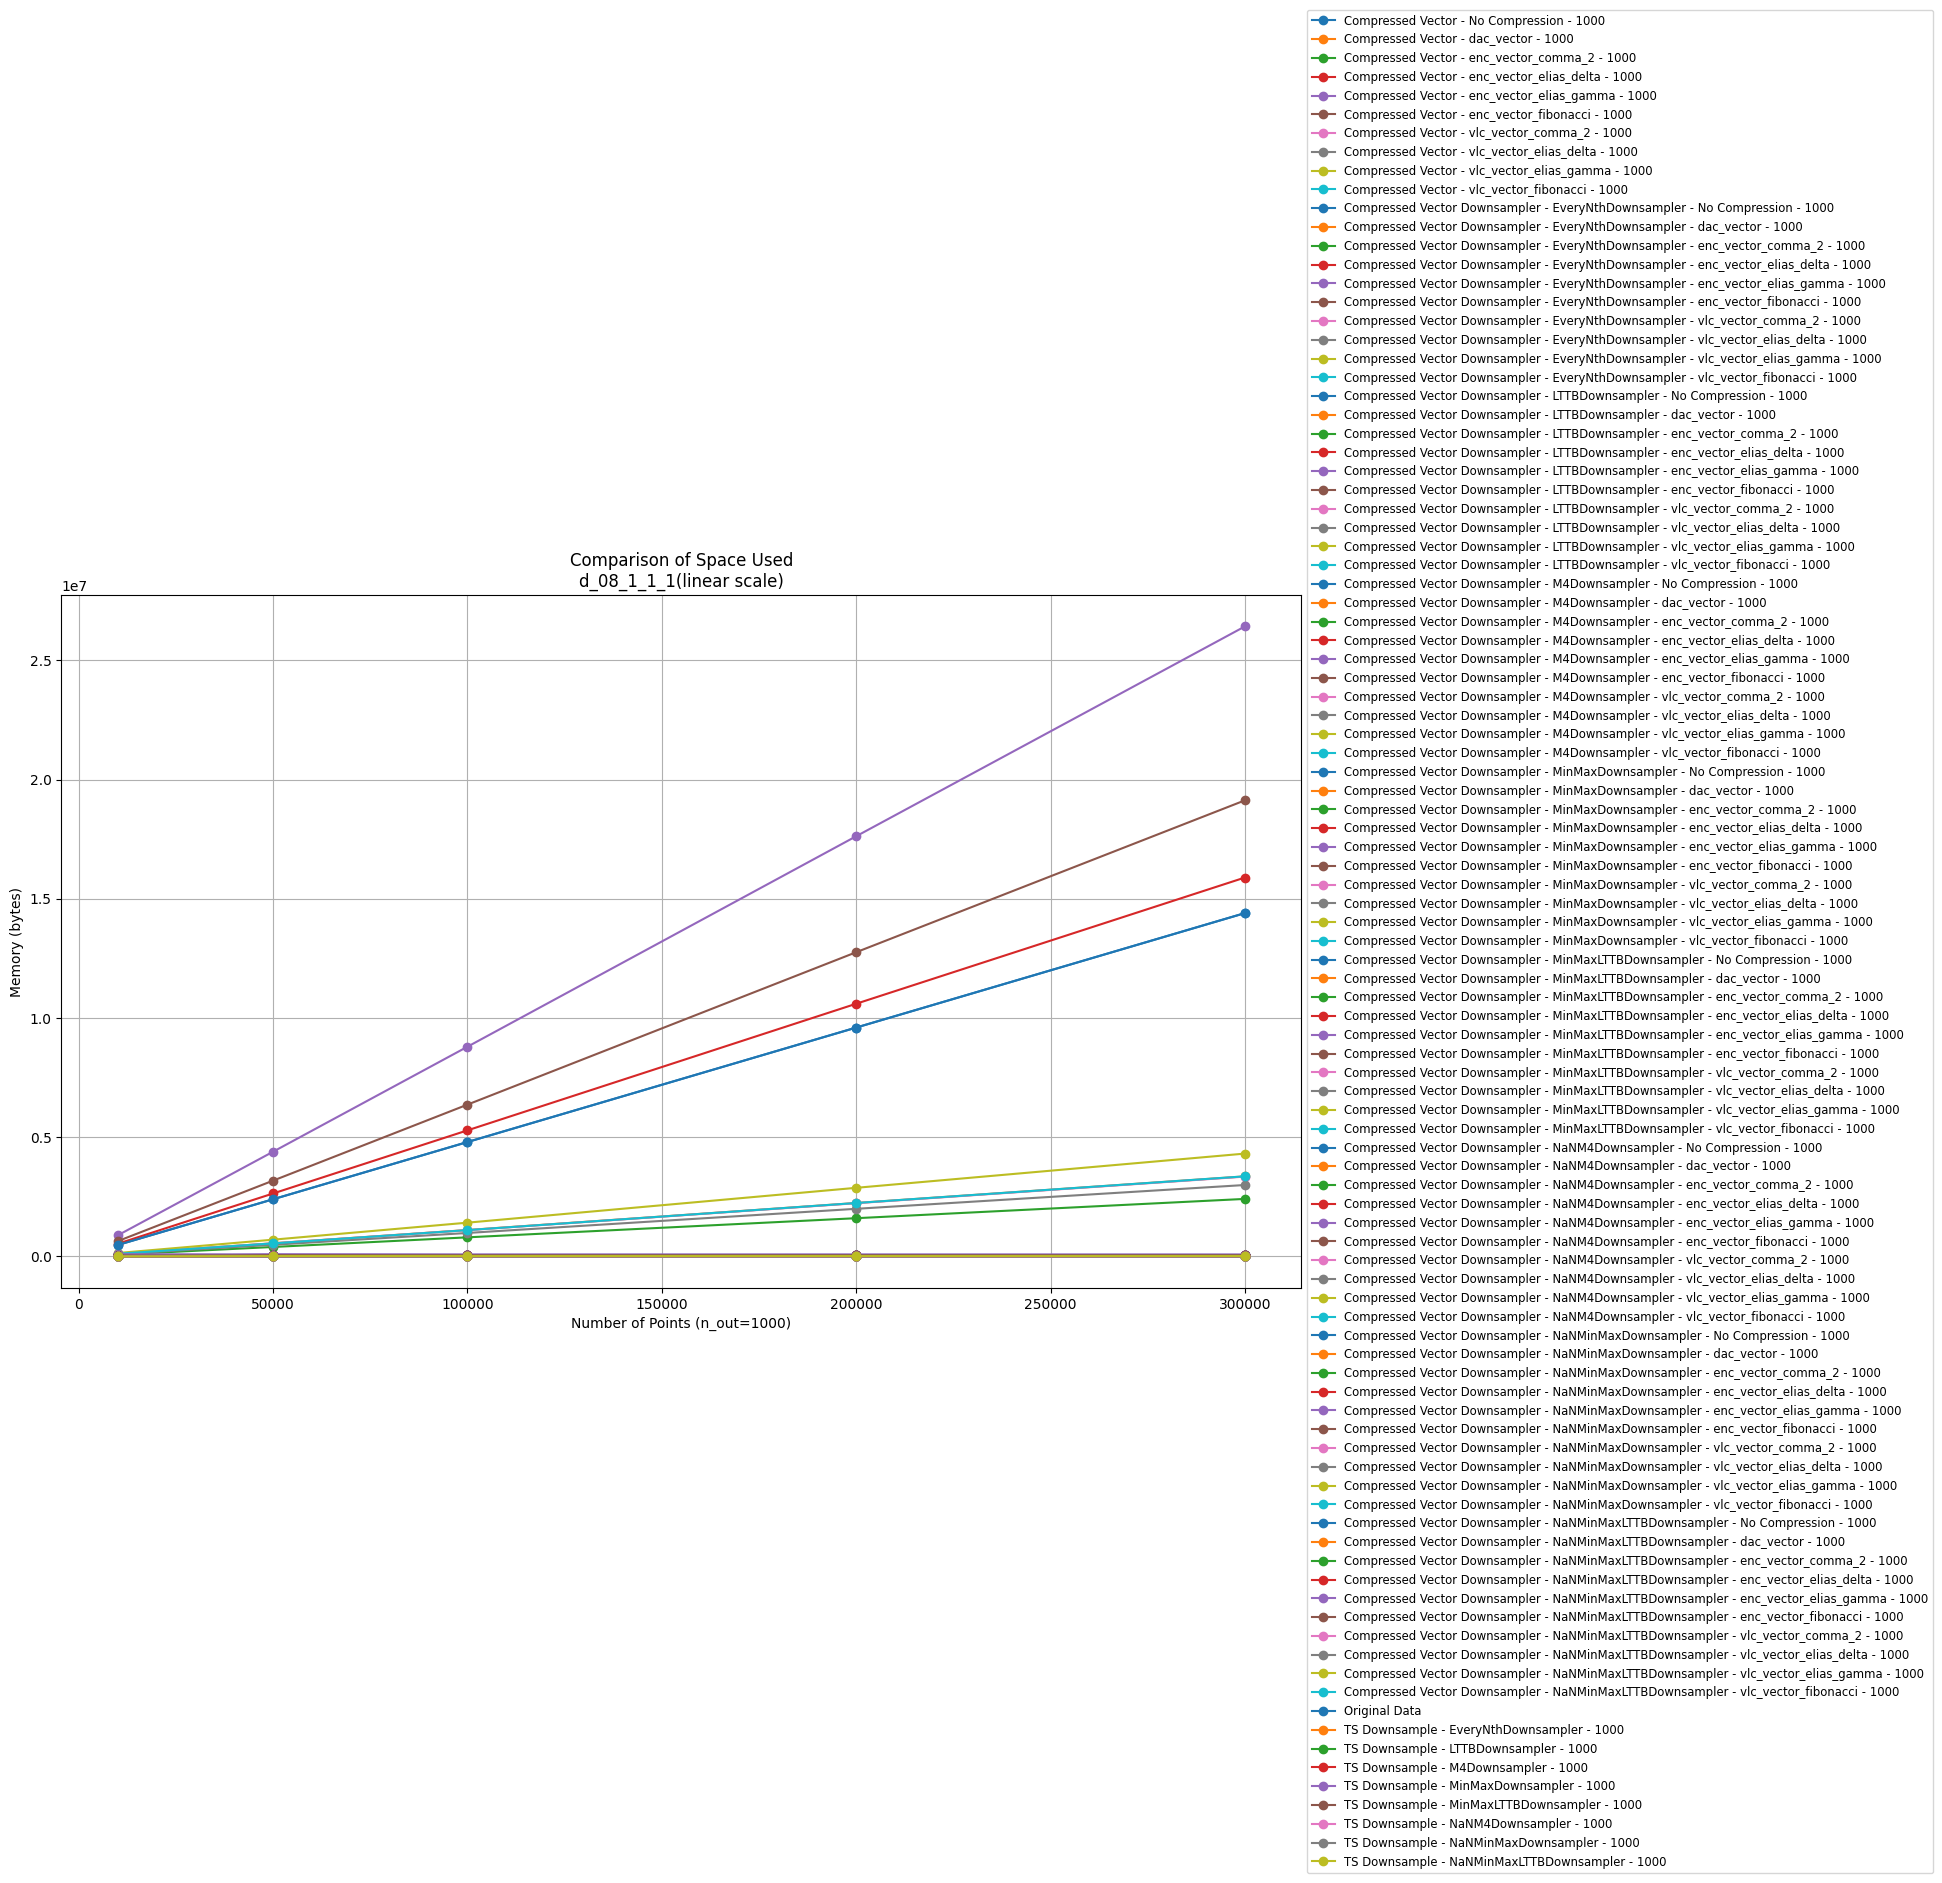 Comparison of Space Used
d_08_1_1_1(linear scale)
1e7
2.5
2.0
1.5
1.0
0.5
0.0
Memory (bytes)
0
50000
100000
150000
200000
250000
300000
Number of Points (n_out=1000)
Compressed Vector - No Compression - 1000
Compressed Vector - dac_vector - 1000
Compressed Vector - enc_vector_comma_2 - 1000
Compressed Vector - enc_vector_elias_delta - 1000
Compressed Vector - enc_vector_elias_gamma - 1000
Compressed Vector - enc_vector_fibonacci - 1000
Compressed Vector - vlc_vector_comma_2 - 1000
Compressed Vector - vlc_vector_elias_delta - 1000
Compressed Vector - vlc_vector_elias_gamma - 1000
Compressed Vector - vlc_vector_fibonacci - 1000
Compressed Vector Downsampler - EveryNthDownsampler - No Compression - 1000
Compressed Vector Downsampler - EveryNthDownsampler - dac_vector - 1000
Compressed Vector Downsampler - EveryNthDownsampler - enc_vector_comma_2 - 1000
Compressed Vector Downsampler - EveryNthDownsampler - enc_vector_elias_delta - 1000
Compressed Vector Downsampler - EveryNthDownsampler - enc_vector_elias_gamma - 1000
Compressed Vector Downsampler - EveryNthDownsampler - enc_vector_fibonacci - 1000
Compressed Vector Downsampler - EveryNthDownsampler - vlc_vector_comma_2 - 1000
Compressed Vector Downsampler - EveryNthDownsampler - vlc_vector_elias_delta - 1000
Compressed Vector Downsampler - EveryNthDownsampler - vlc_vector_elias_gamma - 1000
Compressed Vector Downsampler - EveryNthDownsampler - vlc_vector_fibonacci - 1000
Compressed Vector Downsampler - LTTBDownsampler - No Compression - 1000
Compressed Vector Downsampler - LTTBDownsampler - dac_vector - 1000
Compressed Vector Downsampler - LTTBDownsampler - enc_vector_comma_2 - 1000
Compressed Vector Downsampler - LTTBDownsampler - enc_vector_elias_delta - 1000
Compressed Vector Downsampler - LTTBDownsampler - enc_vector_elias_gamma - 1000
Compressed Vector Downsampler - LTTBDownsampler - enc_vector_fibonacci - 1000
Compressed Vector Downsampler - LTTBDownsampler - vlc_vector_comma_2 - 1000
Compressed Vector Downsampler - LTTBDownsampler - vlc_vector_elias_delta - 1000
Compressed Vector Downsampler - LTTBDownsampler - vlc_vector_elias_gamma - 1000
Compressed Vector Downsampler - LTTBDownsampler - vlc_vector_fibonacci - 1000
Compressed Vector Downsampler - M4Downsampler - No Compression - 1000
Compressed Vector Downsampler - M4Downsampler - dac_vector - 1000
Compressed Vector Downsampler - M4Downsampler - enc_vector_comma_2 - 1000
Compressed Vector Downsampler - M4Downsampler - enc_vector_elias_delta - 1000
Compressed Vector Downsampler - M4Downsampler - enc_vector_elias_gamma - 1000
Compressed Vector Downsampler - M4Downsampler - enc_vector_fibonacci - 1000
Compressed Vector Downsampler - M4Downsampler - vlc_vector_comma_2 - 1000
Compressed Vector Downsampler - M4Downsampler - vlc_vector_elias_delta - 1000
Compressed Vector Downsampler - M4Downsampler - vlc_vector_elias_gamma - 1000
Compressed Vector Downsampler - M4Downsampler - vlc_vector_fibonacci - 1000
Compressed Vector Downsampler - MinMaxDownsampler - No Compression - 1000
Compressed Vector Downsampler - MinMaxDownsampler - dac_vector - 1000
Compressed Vector Downsampler - MinMaxDownsampler - enc_vector_comma_2 - 1000
Compressed Vector Downsampler - MinMaxDownsampler - enc_vector_elias_delta - 1000
Compressed Vector Downsampler - MinMaxDownsampler - enc_vector_elias_gamma - 1000
Compressed Vector Downsampler - MinMaxDownsampler - enc_vector_fibonacci - 1000
Compressed Vector Downsampler - MinMaxDownsampler - vlc_vector_comma_2 - 1000
Compressed Vector Downsampler - MinMaxDownsampler - vlc_vector_elias_delta - 1000
Compressed Vector Downsampler - MinMaxDownsampler - vlc_vector_elias_gamma - 1000
Compressed Vector Downsampler - MinMaxDownsampler - vlc_vector_fibonacci - 1000
Compressed Vector Downsampler - MinMaxLTTBDownsampler - No Compression - 1000
Compressed Vector Downsampler - MinMaxLTTBDownsampler - dac_vector - 1000
Compressed Vector Downsampler - MinMaxLTTBDownsampler - enc_vector_comma_2 - 1000
Compressed Vector Downsampler - MinMaxLTTBDownsampler - enc_vector_elias_delta - 1000
Compressed Vector Downsampler - MinMaxLTTBDownsampler - enc_vector_elias_gamma - 1000
Compressed Vector Downsampler - MinMaxLTTBDownsampler - enc_vector_fibonacci - 1000
Compressed Vector Downsampler - MinMaxLTTBDownsampler - vlc_vector_comma_2 - 1000
Compressed Vector Downsampler - MinMaxLTTBDownsampler - vlc_vector_elias_delta - 1000
Compressed Vector Downsampler - MinMaxLTTBDownsampler - vlc_vector_elias_gamma - 1000
Compressed Vector Downsampler - MinMaxLTTBDownsampler - vlc_vector_fibonacci - 1000
Compressed Vector Downsampler - NaNM4Downsampler - No Compression - 1000
Compressed Vector Downsampler - NaNM4Downsampler - dac_vector - 1000
Compressed Vector Downsampler - NaNM4Downsampler - enc_vector_comma_2 - 1000
Compressed Vector Downsampler - NaNM4Downsampler - enc_vector_elias_delta - 1000
Compressed Vector Downsampler - NaNM4Downsampler - enc_vector_elias_gamma - 1000
Compressed Vector Downsampler - NaNM4Downsampler - enc_vector_fibonacci - 1000
Compressed Vector Downsampler - NaNM4Downsampler - vlc_vector_comma_2 - 1000
Compressed Vector Downsampler - NaNM4Downsampler - vlc_vector_elias_delta - 1000
Compressed Vector Downsampler - NaNM4Downsampler - vlc_vector_elias_gamma - 1000
Compressed Vector Downsampler - NaNM4Downsampler - vlc_vector_fibonacci - 1000
Compressed Vector Downsampler - NaNMinMaxDownsampler - No Compression - 1000
Compressed Vector Downsampler - NaNMinMaxDownsampler - dac_vector - 1000
Compressed Vector Downsampler - NaNMinMaxDownsampler - enc_vector_comma_2 - 1000
Compressed Vector Downsampler - NaNMinMaxDownsampler - enc_vector_elias_delta - 1000
Compressed Vector Downsampler - NaNMinMaxDownsampler - enc_vector_elias_gamma - 1000
Compressed Vector Downsampler - NaNMinMaxDownsampler - enc_vector_fibonacci - 1000
Compressed Vector Downsampler - NaNMinMaxDownsampler - vlc_vector_comma_2 - 1000
Compressed Vector Downsampler - NaNMinMaxDownsampler - vlc_vector_elias_delta - 1000
Compressed Vector Downsampler - NaNMinMaxDownsampler - vlc_vector_elias_gamma - 1000
Compressed Vector Downsampler - NaNMinMaxDownsampler - vlc_vector_fibonacci - 1000
Compressed Vector Downsampler - NaNMinMaxLTTBDownsampler - No Compression - 1000
Compressed Vector Downsampler - NaNMinMaxLTTBDownsampler - dac_vector - 1000
Compressed Vector Downsampler - NaNMinMaxLTTBDownsampler - enc_vector_comma_2 - 1000
Compressed Vector Downsampler - NaNMinMaxLTTBDownsampler - enc_vector_elias_delta - 1000
Compressed Vector Downsampler - NaNMinMaxLTTBDownsampler - enc_vector_elias_gamma - 1000
Compressed Vector Downsampler - NaNMinMaxLTTBDownsampler - enc_vector_fibonacci - 1000
Compressed Vector Downsampler - NaNMinMaxLTTBDownsampler - vlc_vector_comma_2 - 1000
Compressed Vector Downsampler - NaNMinMaxLTTBDownsampler - vlc_vector_elias_delta - 1000
Compressed Vector Downsampler - NaNMinMaxLTTBDownsampler - vlc_vector_elias_gamma - 1000
Compressed Vector Downsampler - NaNMinMaxLTTBDownsampler - vlc_vector_fibonacci - 1000
Original Data
TS Downsample - EveryNthDownsampler - 1000
TS Downsample - LTTBDownsampler - 1000
TS Downsample - M4Downsampler - 1000
TS Downsample - MinMaxDownsampler - 1000
TS Downsample - MinMaxLTTBDownsampler - 1000
TS Downsample - NaNM4Downsampler - 1000
TS Downsample - NaNMinMaxDownsampler - 1000
TS Downsample - NaNMinMaxLTTBDownsampler - 1000